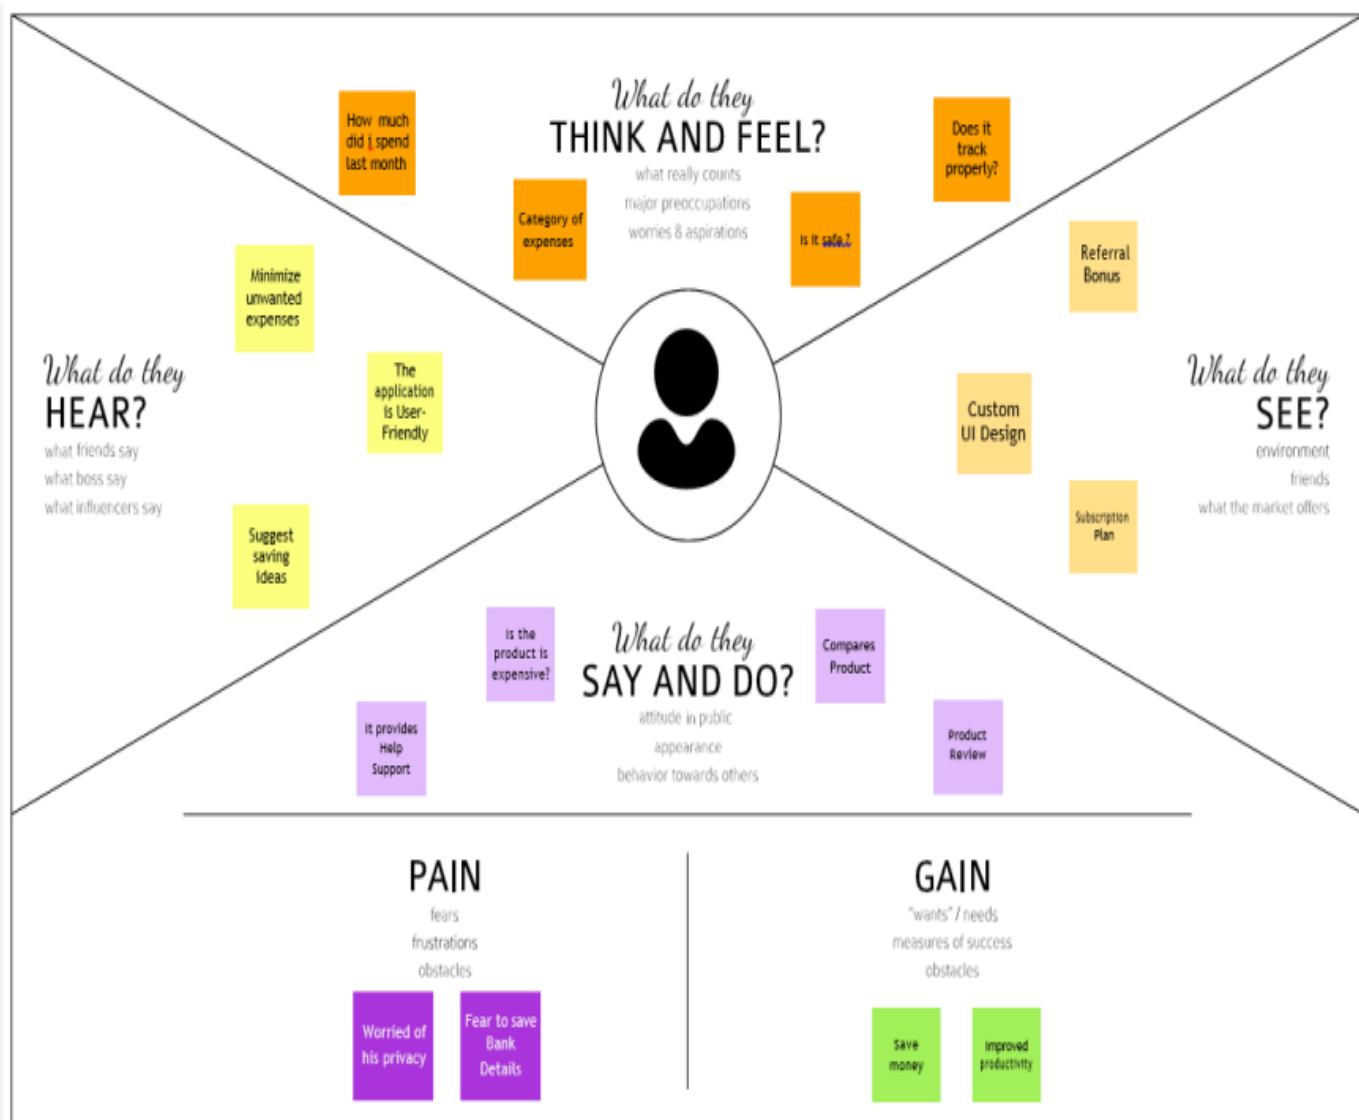 What do they
THINK AND FEEL?
what really counts
major preoccupations
worries & aspirations
How much
did i spend
last month
Category of
expenses
Is it safe.?
Does it
track
properly?
What do they
HEAR?
what friends say
what boss say
what influencers say
Minimize
unwanted
expenses
The
application
is User-
Friendly
Suggest
saving
ideas
What do they
SEE?
environment
friends
what the market offers
Referral
Bonus
Custom
UI Design
Subscription
Plan
What do they
SAY AND DO?
attitude in public
appearance
behavior towards others
Is the
product is
expensive?
It provides
Help
Support
Compares
Product
Product
Review
PAIN
fears
frustrations
obstacles
Worried of
his privacy
Fear to save
Bank
Details
GAIN
"wants" / needs
measures of success
obstacles
Save
money
Improved
productivity